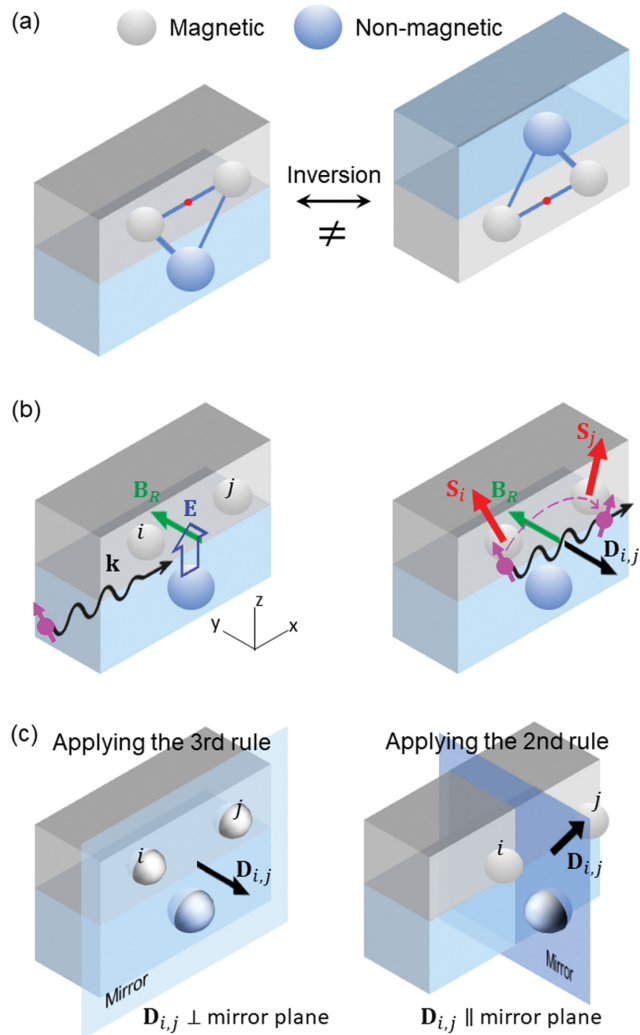 (a)
Magnetic Non-magnetic
Inversion
≠
(b)
B_R E i j
k
y z x
S_i S_j
B_R
D_{i,j}
(c)
Applying the 3rd rule Applying the 2nd rule
i j
D_{i,j}
Mirror
D_{i,j} ⊥ mirror plane
i j
D_{i,j}
Mirror
D_{i,j} ∥ mirror plane